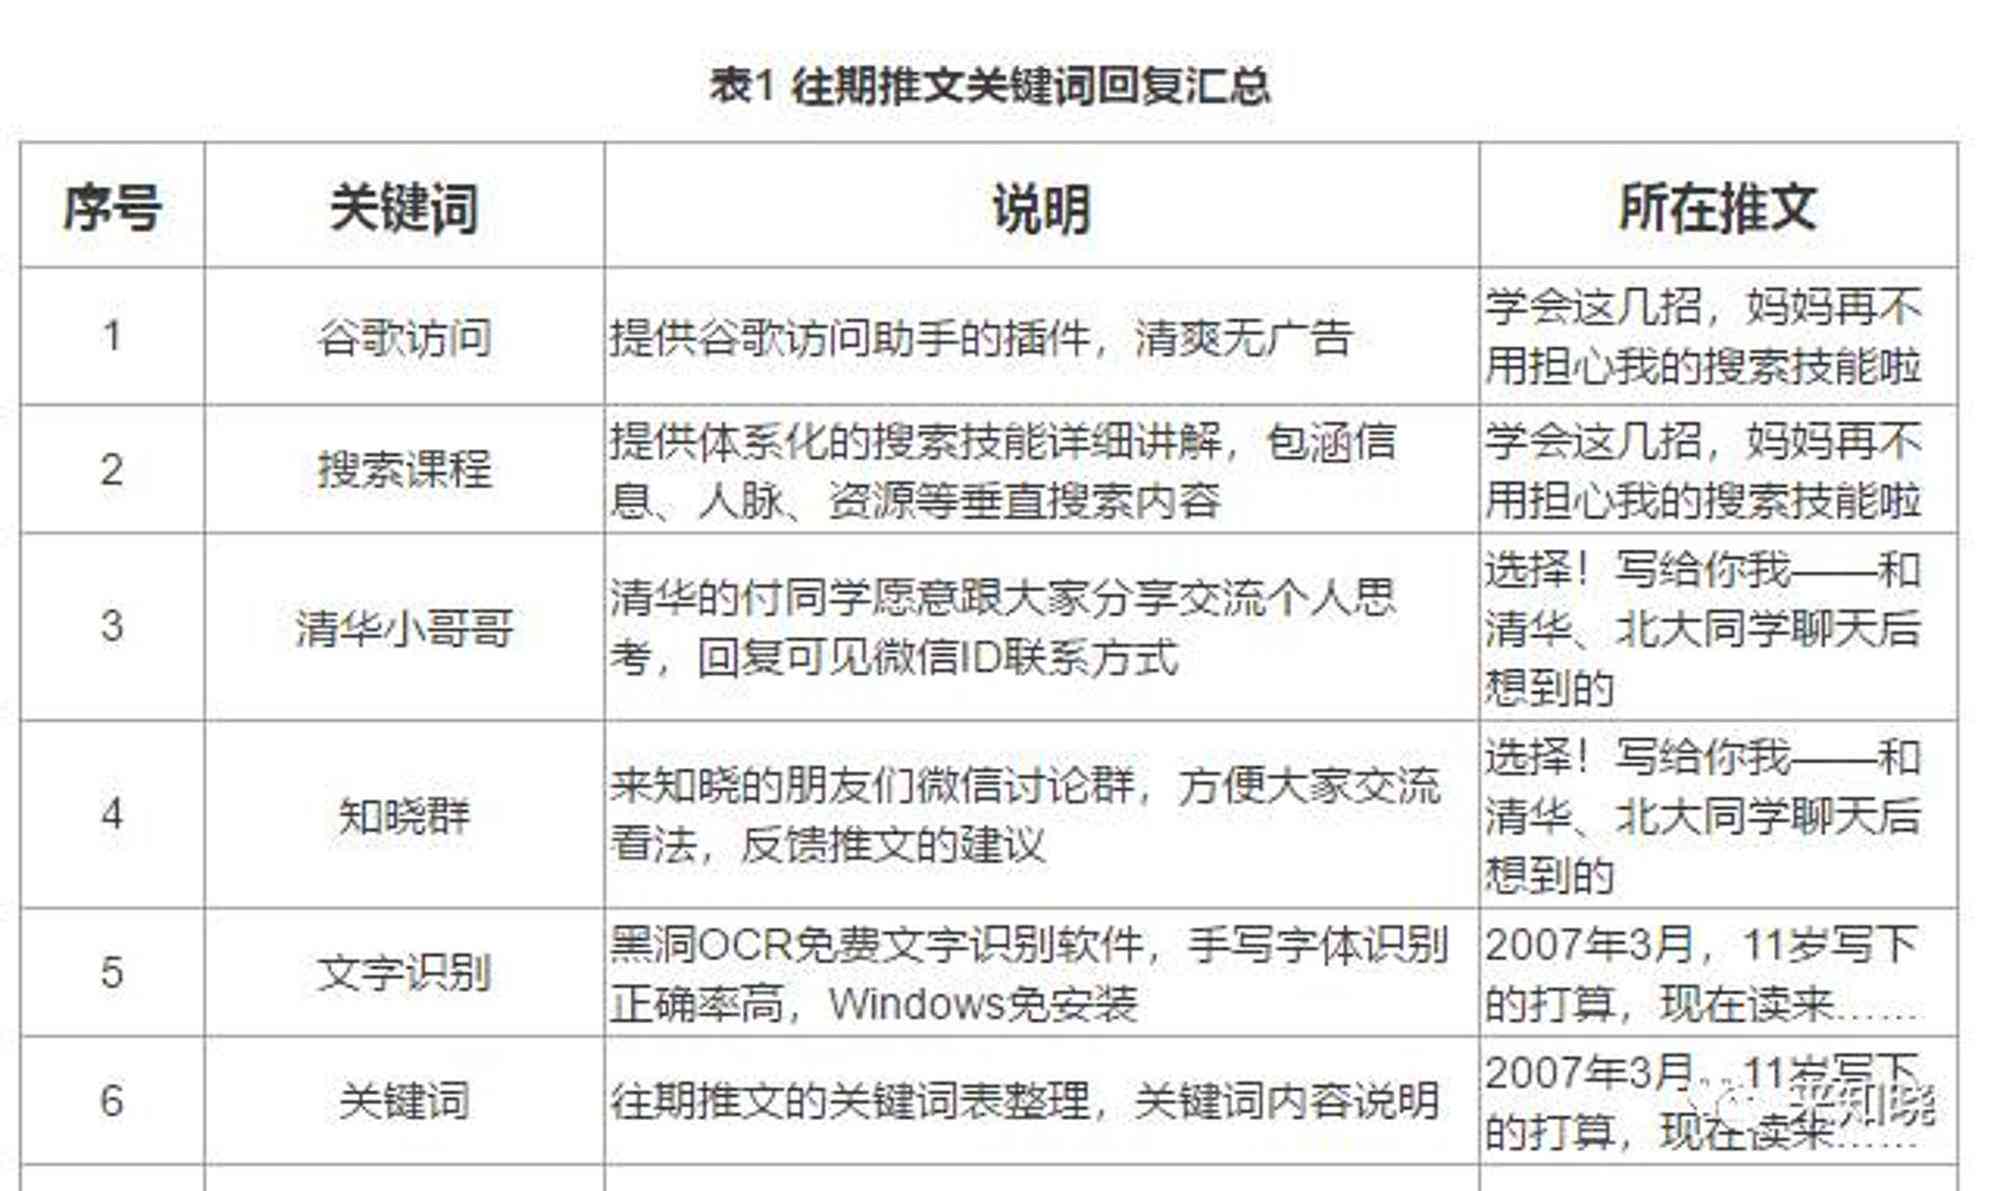 表1 往期推文关键词回复汇总
序号 关键词 说明 所在推文
1 谷歌访问 提供谷歌访问助手的插件，清爽无广告 学会这几招，妈妈再不
用担心我的搜索技能啦
2 搜索课程 提供体系化的搜索技能详细讲解，包涵信
息、人脉、资源等垂直搜索内容
学会这几招，妈妈再不
用担心我的搜索技能啦
3 清华小哥哥 清华的付同学愿意跟大家分享交流个人思
考，回复可见微信ID联系方式
选择！写给你我——和
清华、北大同学聊天后
想到的
4 知晓群 来知晓的朋友们微信讨论群，方便大家交流
看法，反馈推文的建议
选择！写给你我——和
清华、北大同学聊天后
想到的
5 文字识别 黑洞OCR免费文字识别软件，手写字体识别
正确率高，Windows免安装
2007年3月，11岁写下
的打算，现在读来……
6 关键词 往期推文的关键词表整理，关键词内容说明
2007年3月，11岁写下
的打算，现在读来……
来知晓